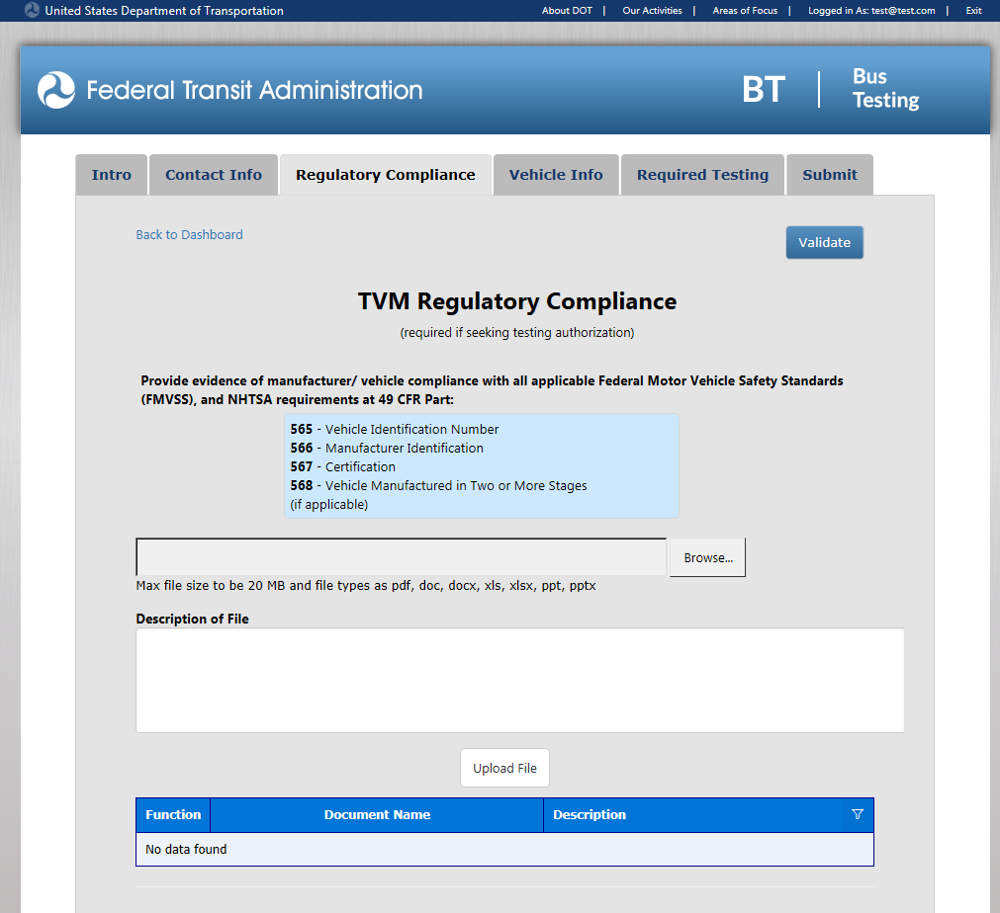 United States Department of Transportation
About DOT | Our Activities | Areas of Focus | Logged in As: test@test.com | Exit
Federal Transit Administration
BT | Bus Testing
Intro
Contact Info
Regulatory Compliance
Vehicle Info
Required Testing
Submit
Back to Dashboard
Validate
TVM Regulatory Compliance
(required if seeking testing authorization)
Provide evidence of manufacturer/ vehicle compliance with all applicable Federal Motor Vehicle Safety Standards
(FMVSS), and NHTSA requirements at 49 CFR Part:
565 - Vehicle Identification Number
566 - Manufacturer Identification
567 - Certification
568 - Vehicle Manufactured in Two or More Stages
(if applicable)
Browse...
Max file size to be 20 MB and file types as pdf, doc, docx, xls, xlsx, ppt, pptx
Description of File
Upload File
Function
Document Name
Description
No data found